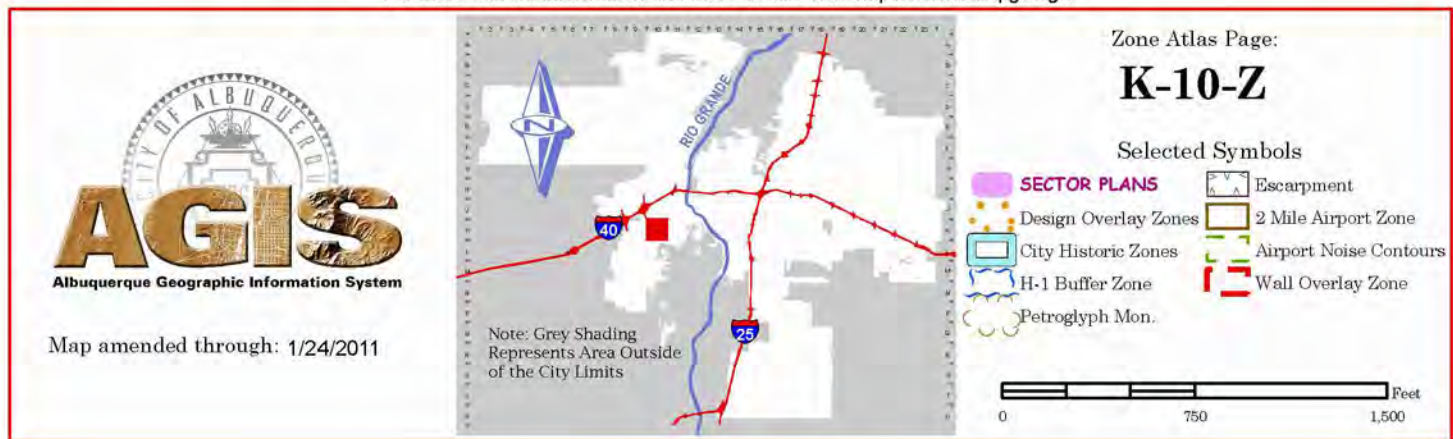 CITY OF ALBUQUERQUE
AGIS
Albuquerque Geographic Information System
Map amended through: 1/24/2011
RIO GRANDE
N
40
25
Note: Grey Shading
Represents Area Outside
of the City Limits
Zone Atlas Page:
K-10-Z
Selected Symbols
SECTOR PLANS
Design Overlay Zones
City Historic Zones
H-1 Buffer Zone
Petroglyph Mon.
Escarpment
2 Mile Airport Zone
Airport Noise Contours
Wall Overlay Zone
Feet
0 750 1,500